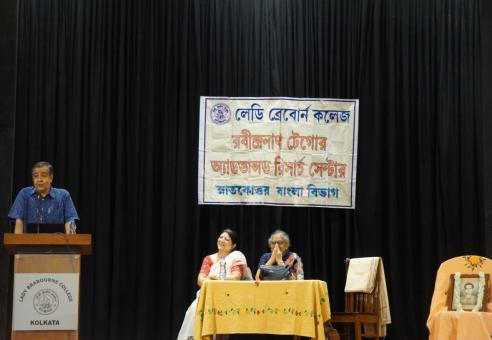 লেডি ব্রেবোর্ন কলেজ
রবীন্দ্রনাথ টেগোর
অ্যাডভান্সড রিসার্চ সেন্টার
স্নাতকোত্তর বাংলা বিভাগ
LADY BRABOURNE COLLEGE
KOLKATA